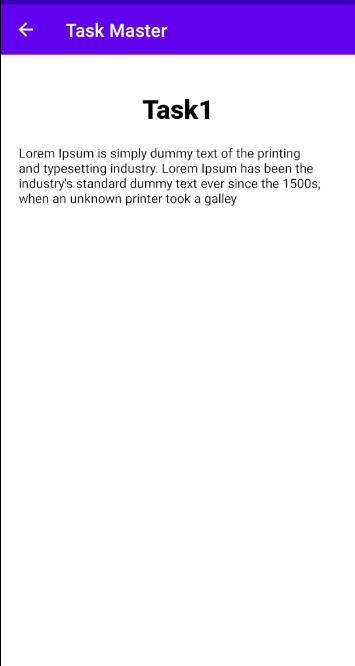 Task Master
Task1
Lorem Ipsum is simply dummy text of the printing
and typesetting industry. Lorem Ipsum has been the
industry's standard dummy text ever since the 1500s,
when an unknown printer took a galley